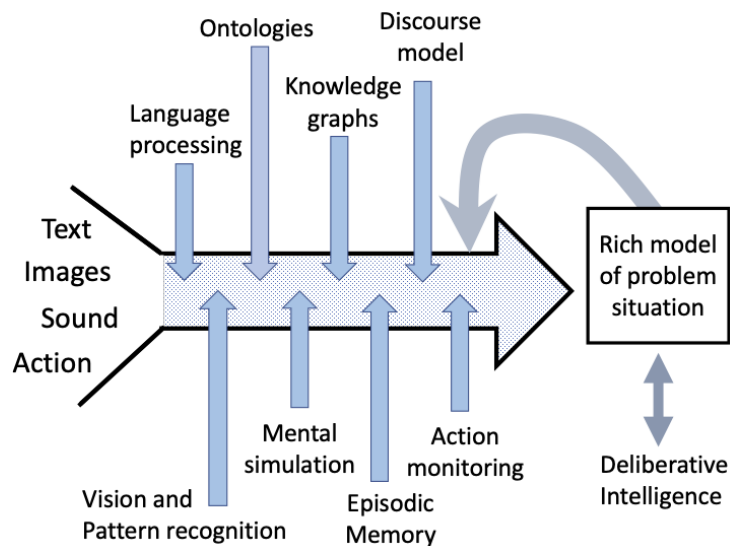 Ontologies
Discourse
model
Language
processing
Knowledge
graphs
Text
Images
Sound
Action
Rich model
of problem
situation
Mental
simulation
Action
monitoring
Vision and
Pattern recognition
Episodic
Memory
Deliberative
Intelligence